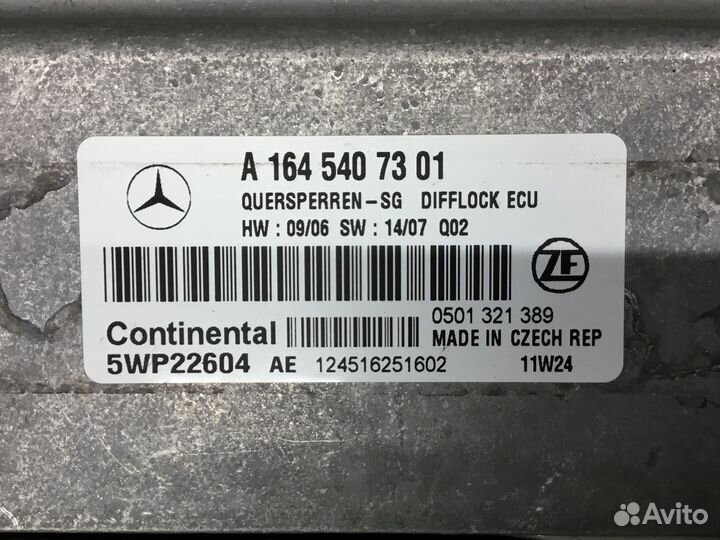 A 164 540 73 01
QUERSPERREN-SG DIFFLOCK ECU
HW : 09/06 SW : 14/07 Q02
ZF
0501 321 389
Continental MADE IN CZECH REP
5WP22604 AE 124516251602 11W24
Avito